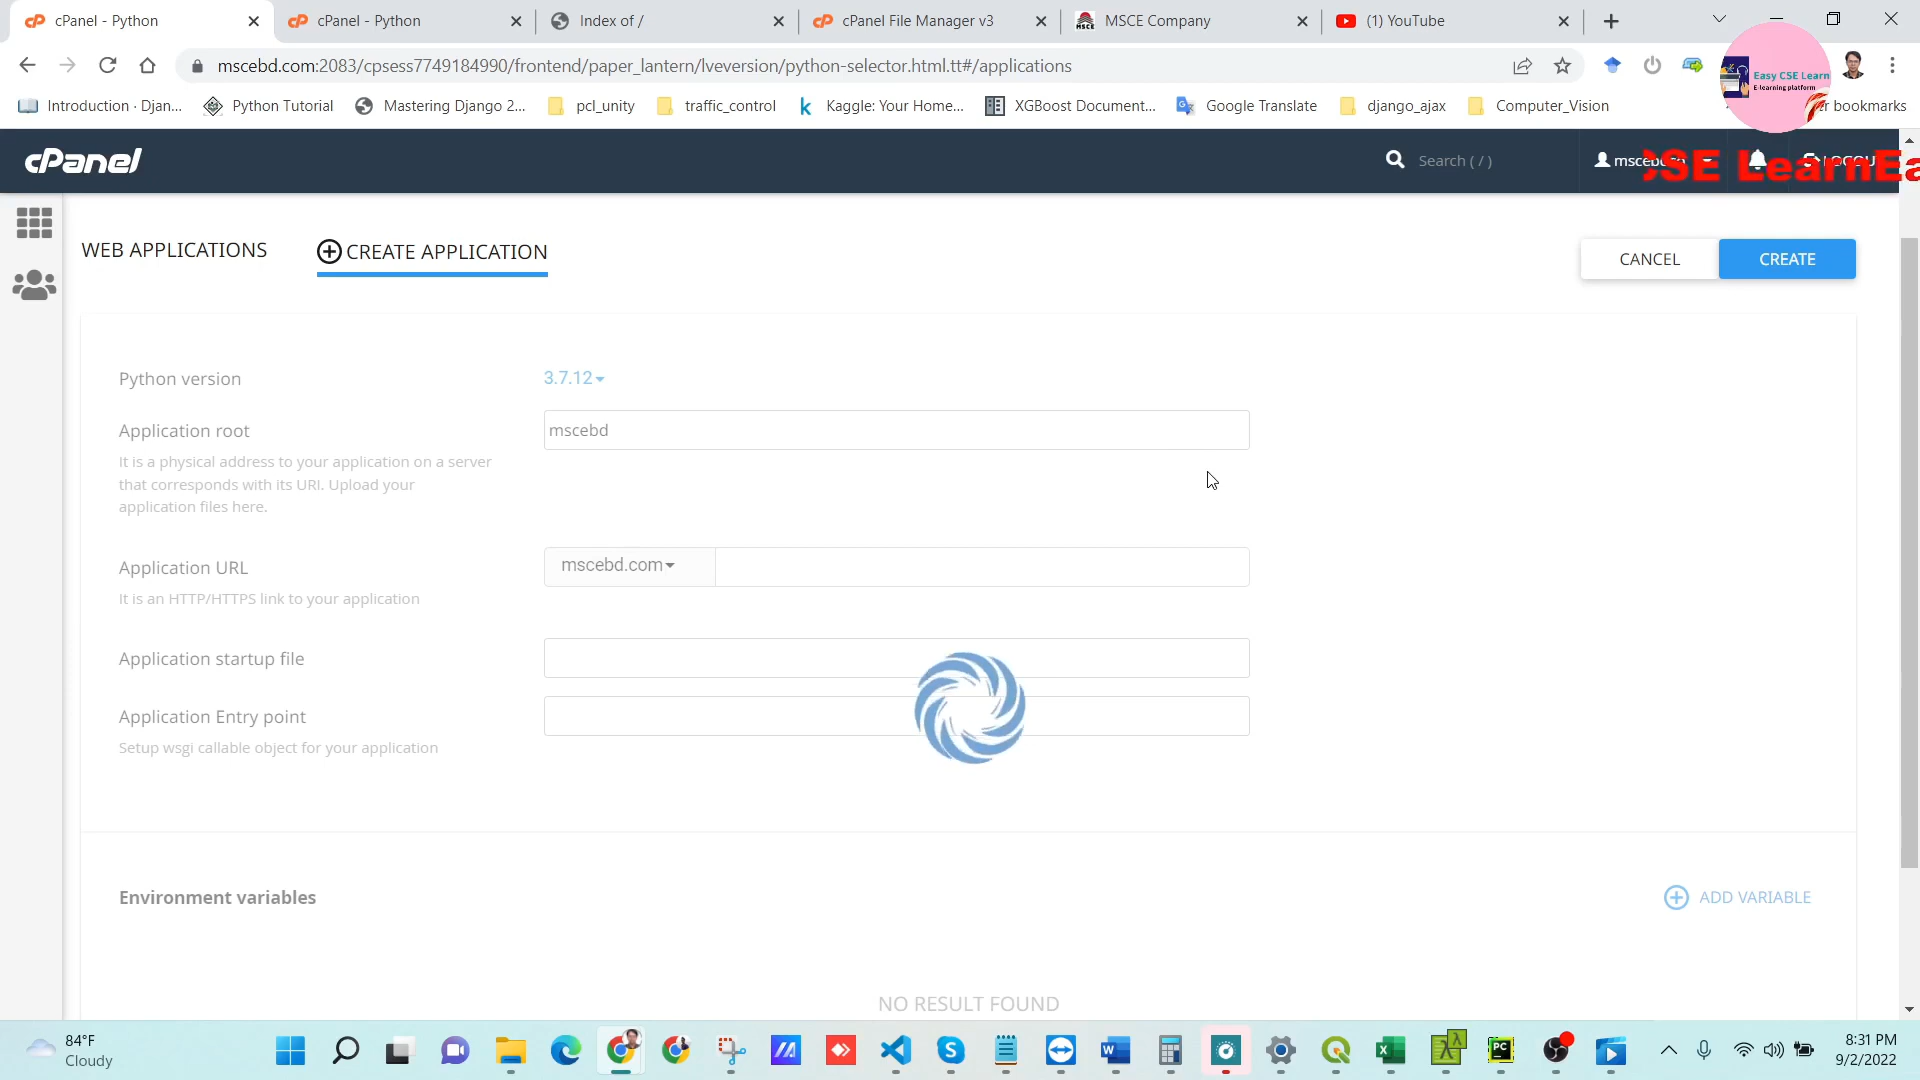 cPanel - Python
cPanel - Python
Index of /
cPanel File Manager v3
MSCE Company
(1) YouTube
mscebd.com:2083/cpsess7749184990/frontend/paper_lantern/lveversion/python-selector.html.tt#/applications
Easy CSE Learn
E-learning platform
Introduction · Djan...
Python Tutorial
Mastering Django 2...
pcl_unity
traffic_control
Kaggle: Your Home...
XGBoost Document...
Google Translate
django_ajax
Computer_Vision
bookmarks
cPanel
Search ( / )
CSE LearnEa
WEB APPLICATIONS
CREATE APPLICATION
CANCEL
CREATE
Python version
3.7.12
Application root
mscebd
It is a physical address to your application on a server
that corresponds with its URI. Upload your
application files here.
Application URL
mscebd.com
It is an HTTP/HTTPS link to your application
Application startup file
Application Entry point
Setup wsgi callable object for your application
Environment variables
ADD VARIABLE
NO RESULT FOUND
84°F
Cloudy
8:31 PM
9/2/2022